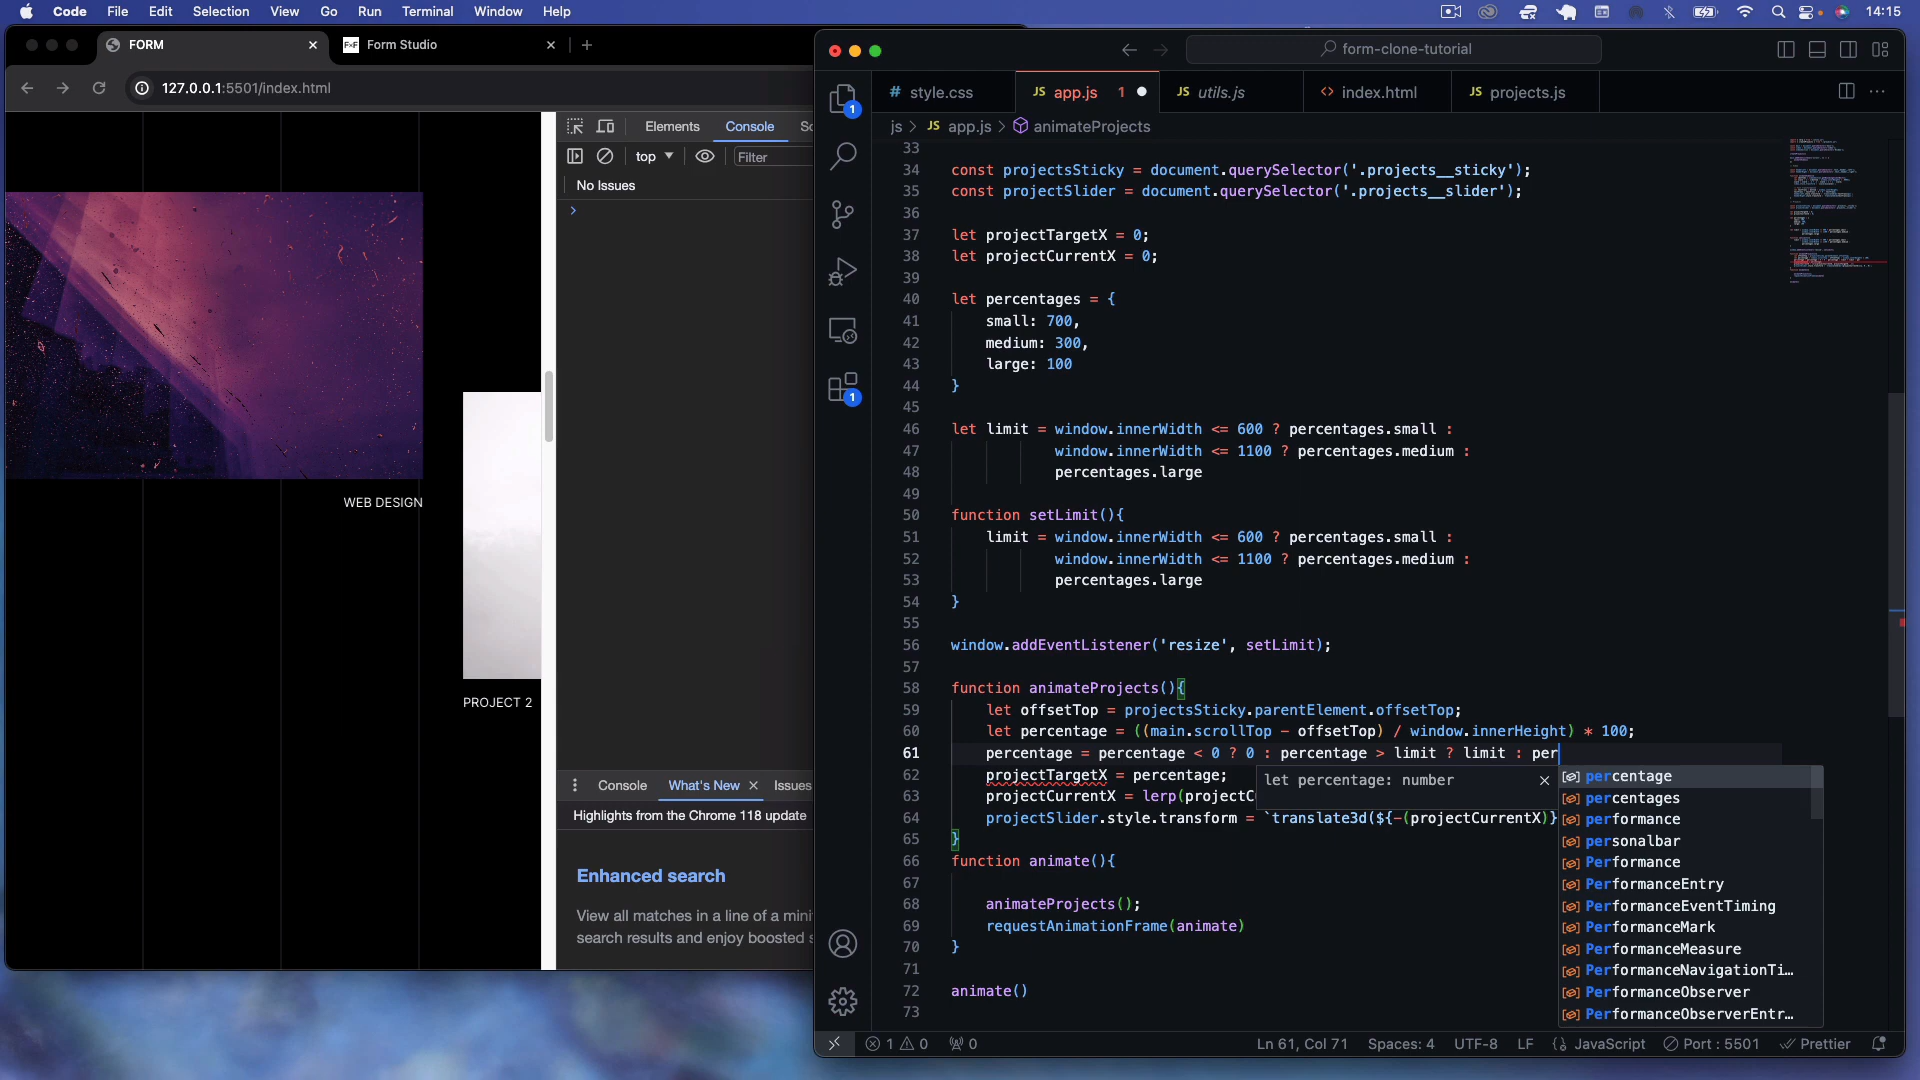 Code File Edit Selection View Go Run Terminal Window Help 14:15
FORM
Form Studio
127.0.0.1:5501/index.html
WEB DESIGN
PROJECT 2
Elements Console
top Filter
No Issues
>
Console What's New Issues
Highlights from the Chrome 118 update
Enhanced search
View all matches in a line of a mini
search results and enjoy boosted s
form-clone-tutorial
# style.css
JS app.js 1
JS utils.js
<> index.html
JS projects.js
js > JS app.js > animateProjects
33
34 const projectsSticky = document.querySelector('.projects__sticky');
35 const projectSlider = document.querySelector('.projects__slider');
36
37 let projectTargetX = 0;
38 let projectCurrentX = 0;
39
40 let percentages = {
41 small: 700,
42 medium: 300,
43 large: 100
44 }
45
46 let limit = window.innerWidth <= 600 ? percentages.small :
47 window.innerWidth <= 1100 ? percentages.medium :
48 percentages.large
49
50 function setLimit(){
51 limit = window.innerWidth <= 600 ? percentages.small :
52 window.innerWidth <= 1100 ? percentages.medium :
53 percentages.large
54 }
55
56 window.addEventListener('resize', setLimit);
57
58 function animateProjects(){
59 let offsetTop = projectsSticky.parentElement.offsetTop;
60 let percentage = ((main.scrollTop - offsetTop) / window.innerHeight) * 100;
61 percentage = percentage < 0 ? 0 : percentage > limit ? limit : per
62 projectTargetX = percentage;
63 projectCurrentX = lerp(projectC
64 projectSlider.style.transform = `translate3d(${-(projectCurrentX)}
65 }
66 function animate(){
67
68 animateProjects();
69 requestAnimationFrame(animate)
70 }
71
72 animate()
73
let percentage: number
percentage
percentages
performance
personalbar
Performance
PerformanceEntry
PerformanceEventTiming
PerformanceMark
PerformanceMeasure
PerformanceNavigationTi…
PerformanceObserver
PerformanceObserverEntr…
1 0 0 Ln 61, Col 71 Spaces: 4 UTF-8 LF JavaScript Port : 5501 Prettier